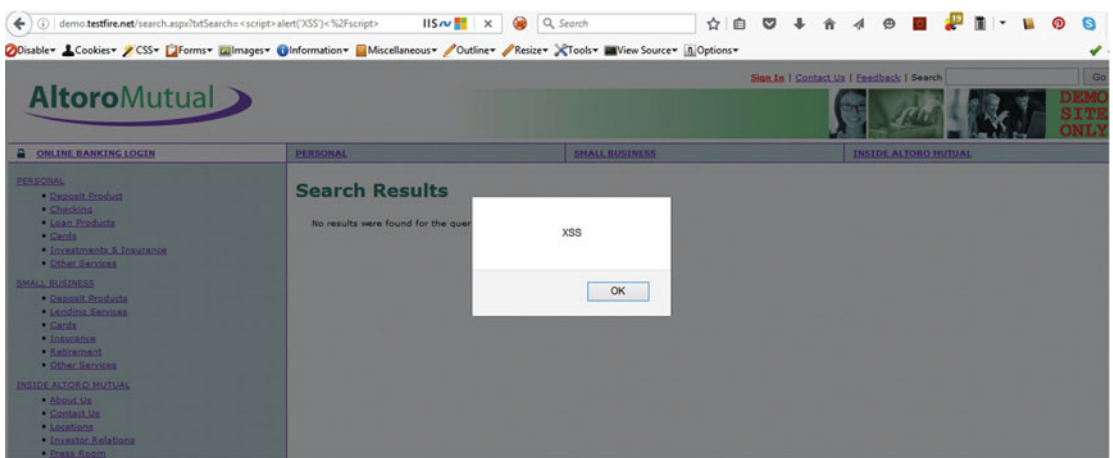 demo.testfire.net/search.aspx?txtSearch=<script>alert('XSS')<%2Fscript>
IIS
Search
19
Disable Cookies CSS Forms Images Information Miscellaneous Outline Resize Tools View Source Options
Sign In | Contact Us | Feedback | Search
Go
AltoroMutual
DEMO
SITE
ONLY
ONLINE BANKING LOGIN
PERSONAL
SMALL BUSINESS
INSIDE ALTORO MUTUAL
PERSONAL
Deposit Product
Checking
Loan Products
Cards
Investments & Insurance
Other Services
SMALL BUSINESS
Deposit Products
Lending Services
Cards
Insurance
Retirement
Other Services
INSIDE ALTORO MUTUAL
About Us
Contact Us
Locations
Investor Relations
Press Room
Search Results
No results were found for the quer
XSS
OK